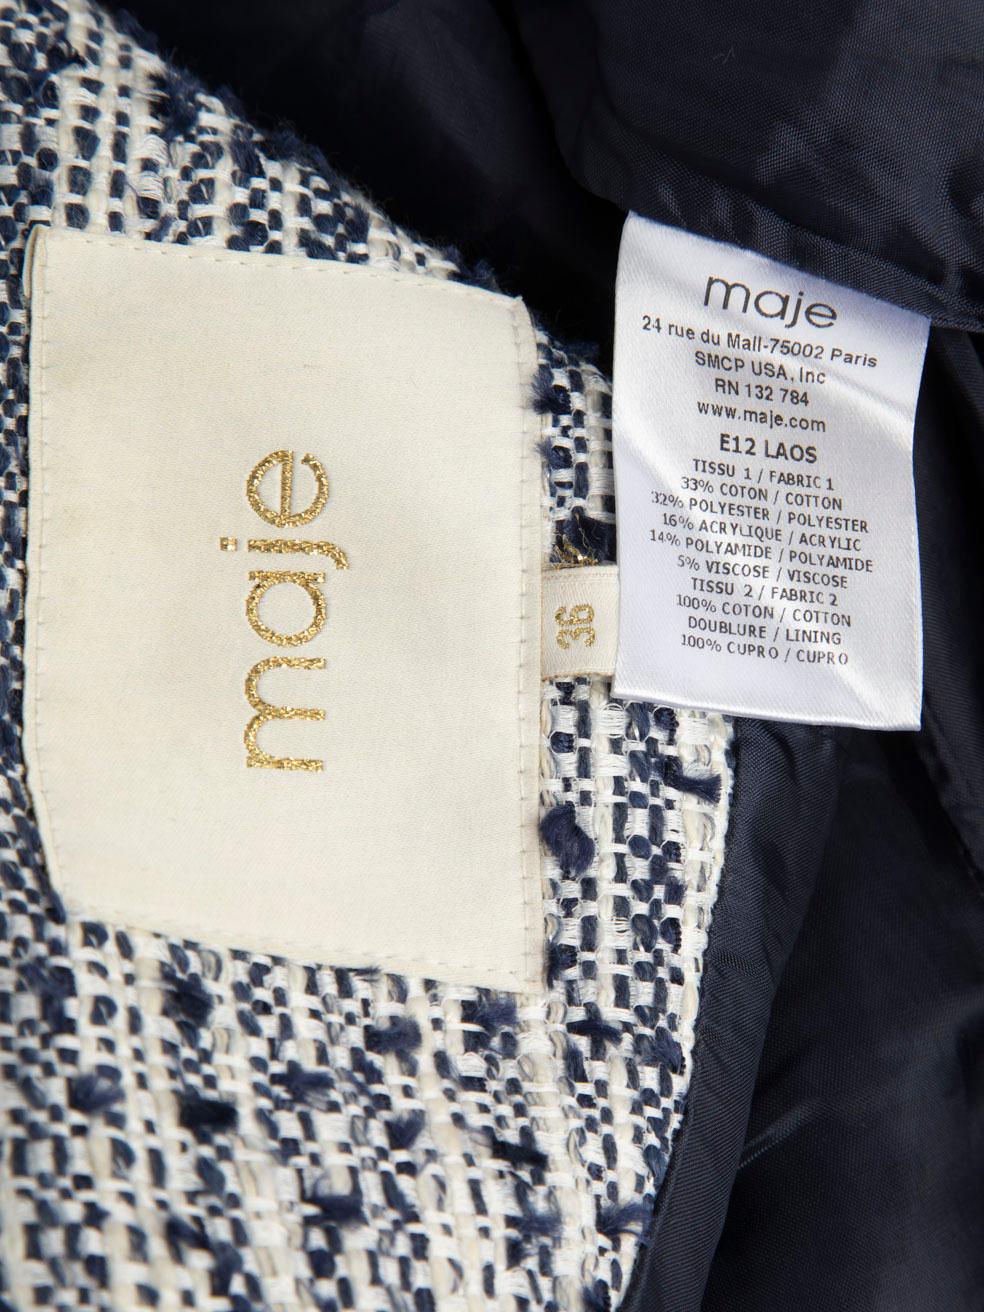 maje
36
maje
24 rue du Mail-75002 Paris
SMCP USA, Inc
RN 132 784
www.maje.com
E12 LAOS
TISSU 1 / FABRIC 1
33% COTON / COTTON
32% POLYESTER / POLYESTER
16% ACRYLIQUE / ACRYLIC
14% POLYAMIDE / POLYAMIDE
5% VISCOSE / VISCOSE
TISSU 2 / FABRIC 2
100% COTON / COTTON
DOUBLURE / LINING
100% CUPRO / CUPRO